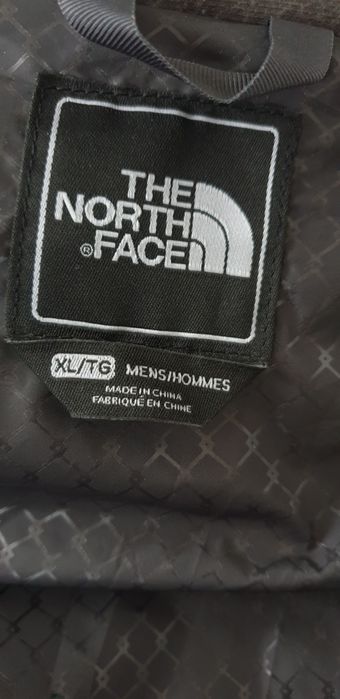 THE
NORTH
®FACE
XL/TG MENS/HOMMES
MADE IN CHINA
FABRIQUÉ EN CHINE